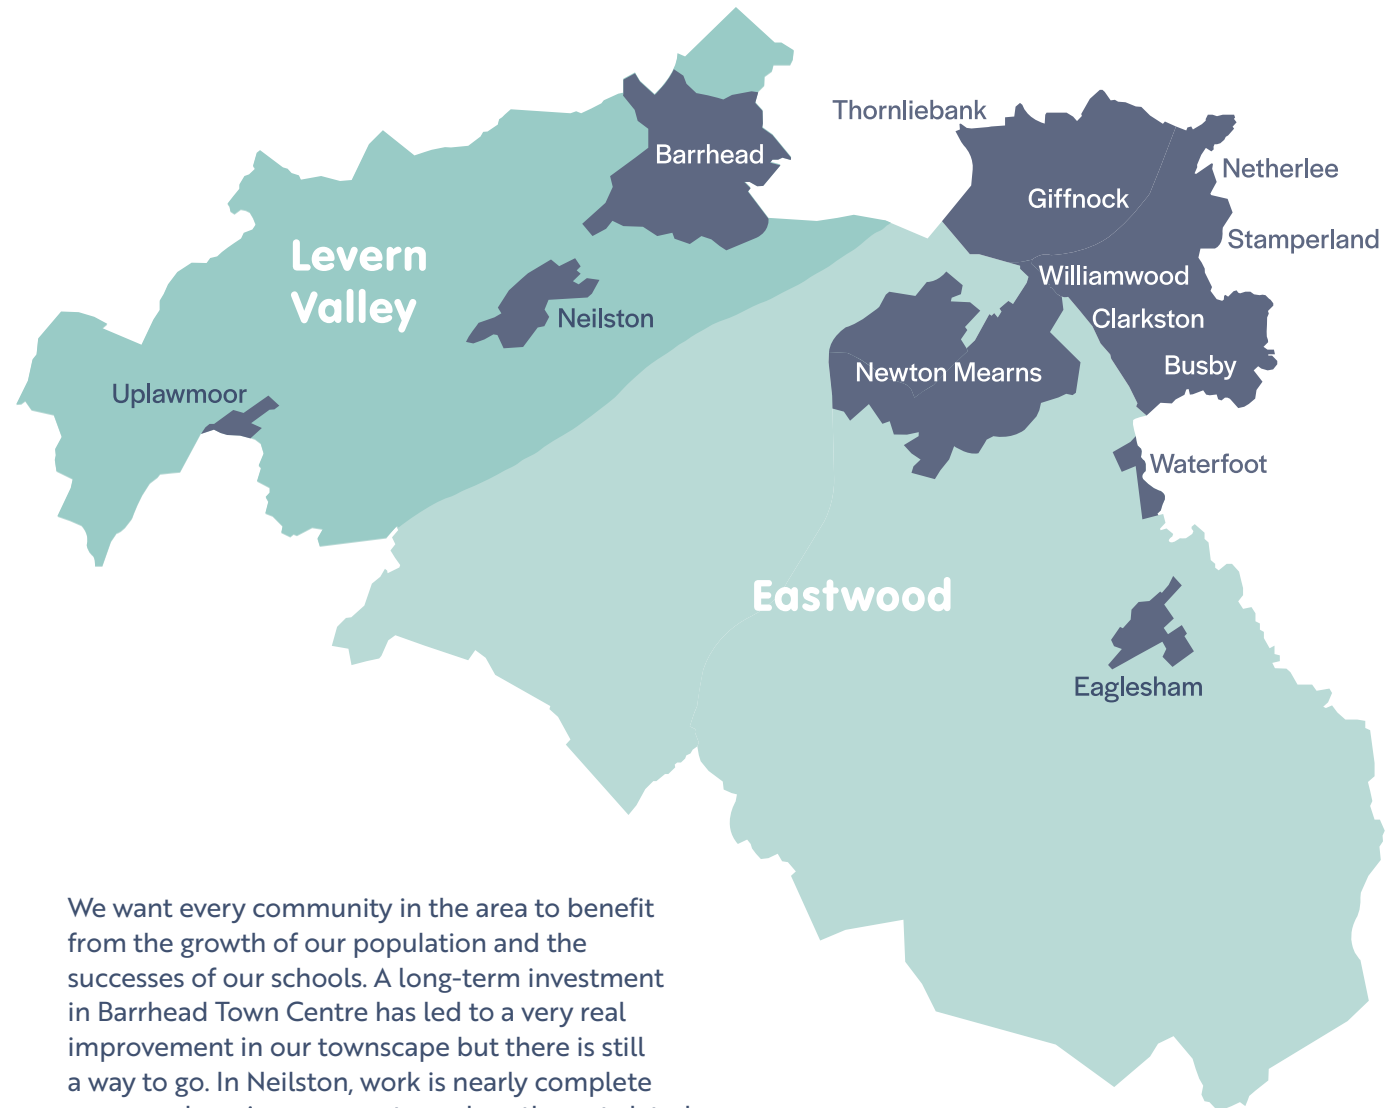 Thornliebank
Barrhead
Netherlee
Giffnock
Stamperland
Levern
Valley
Williamwood
Neilston
Clarkston
Busby
Newton Mearns
Uplawmoor
Waterfoot
Eastwood
Eaglesham
We want every community in the area to benefit
from the growth of our population and the
successes of our schools. A long-term investment
in Barrhead Town Centre has led to a very real
improvement in our townscape but there is still
a way to go. In Neilston, work is nearly complete